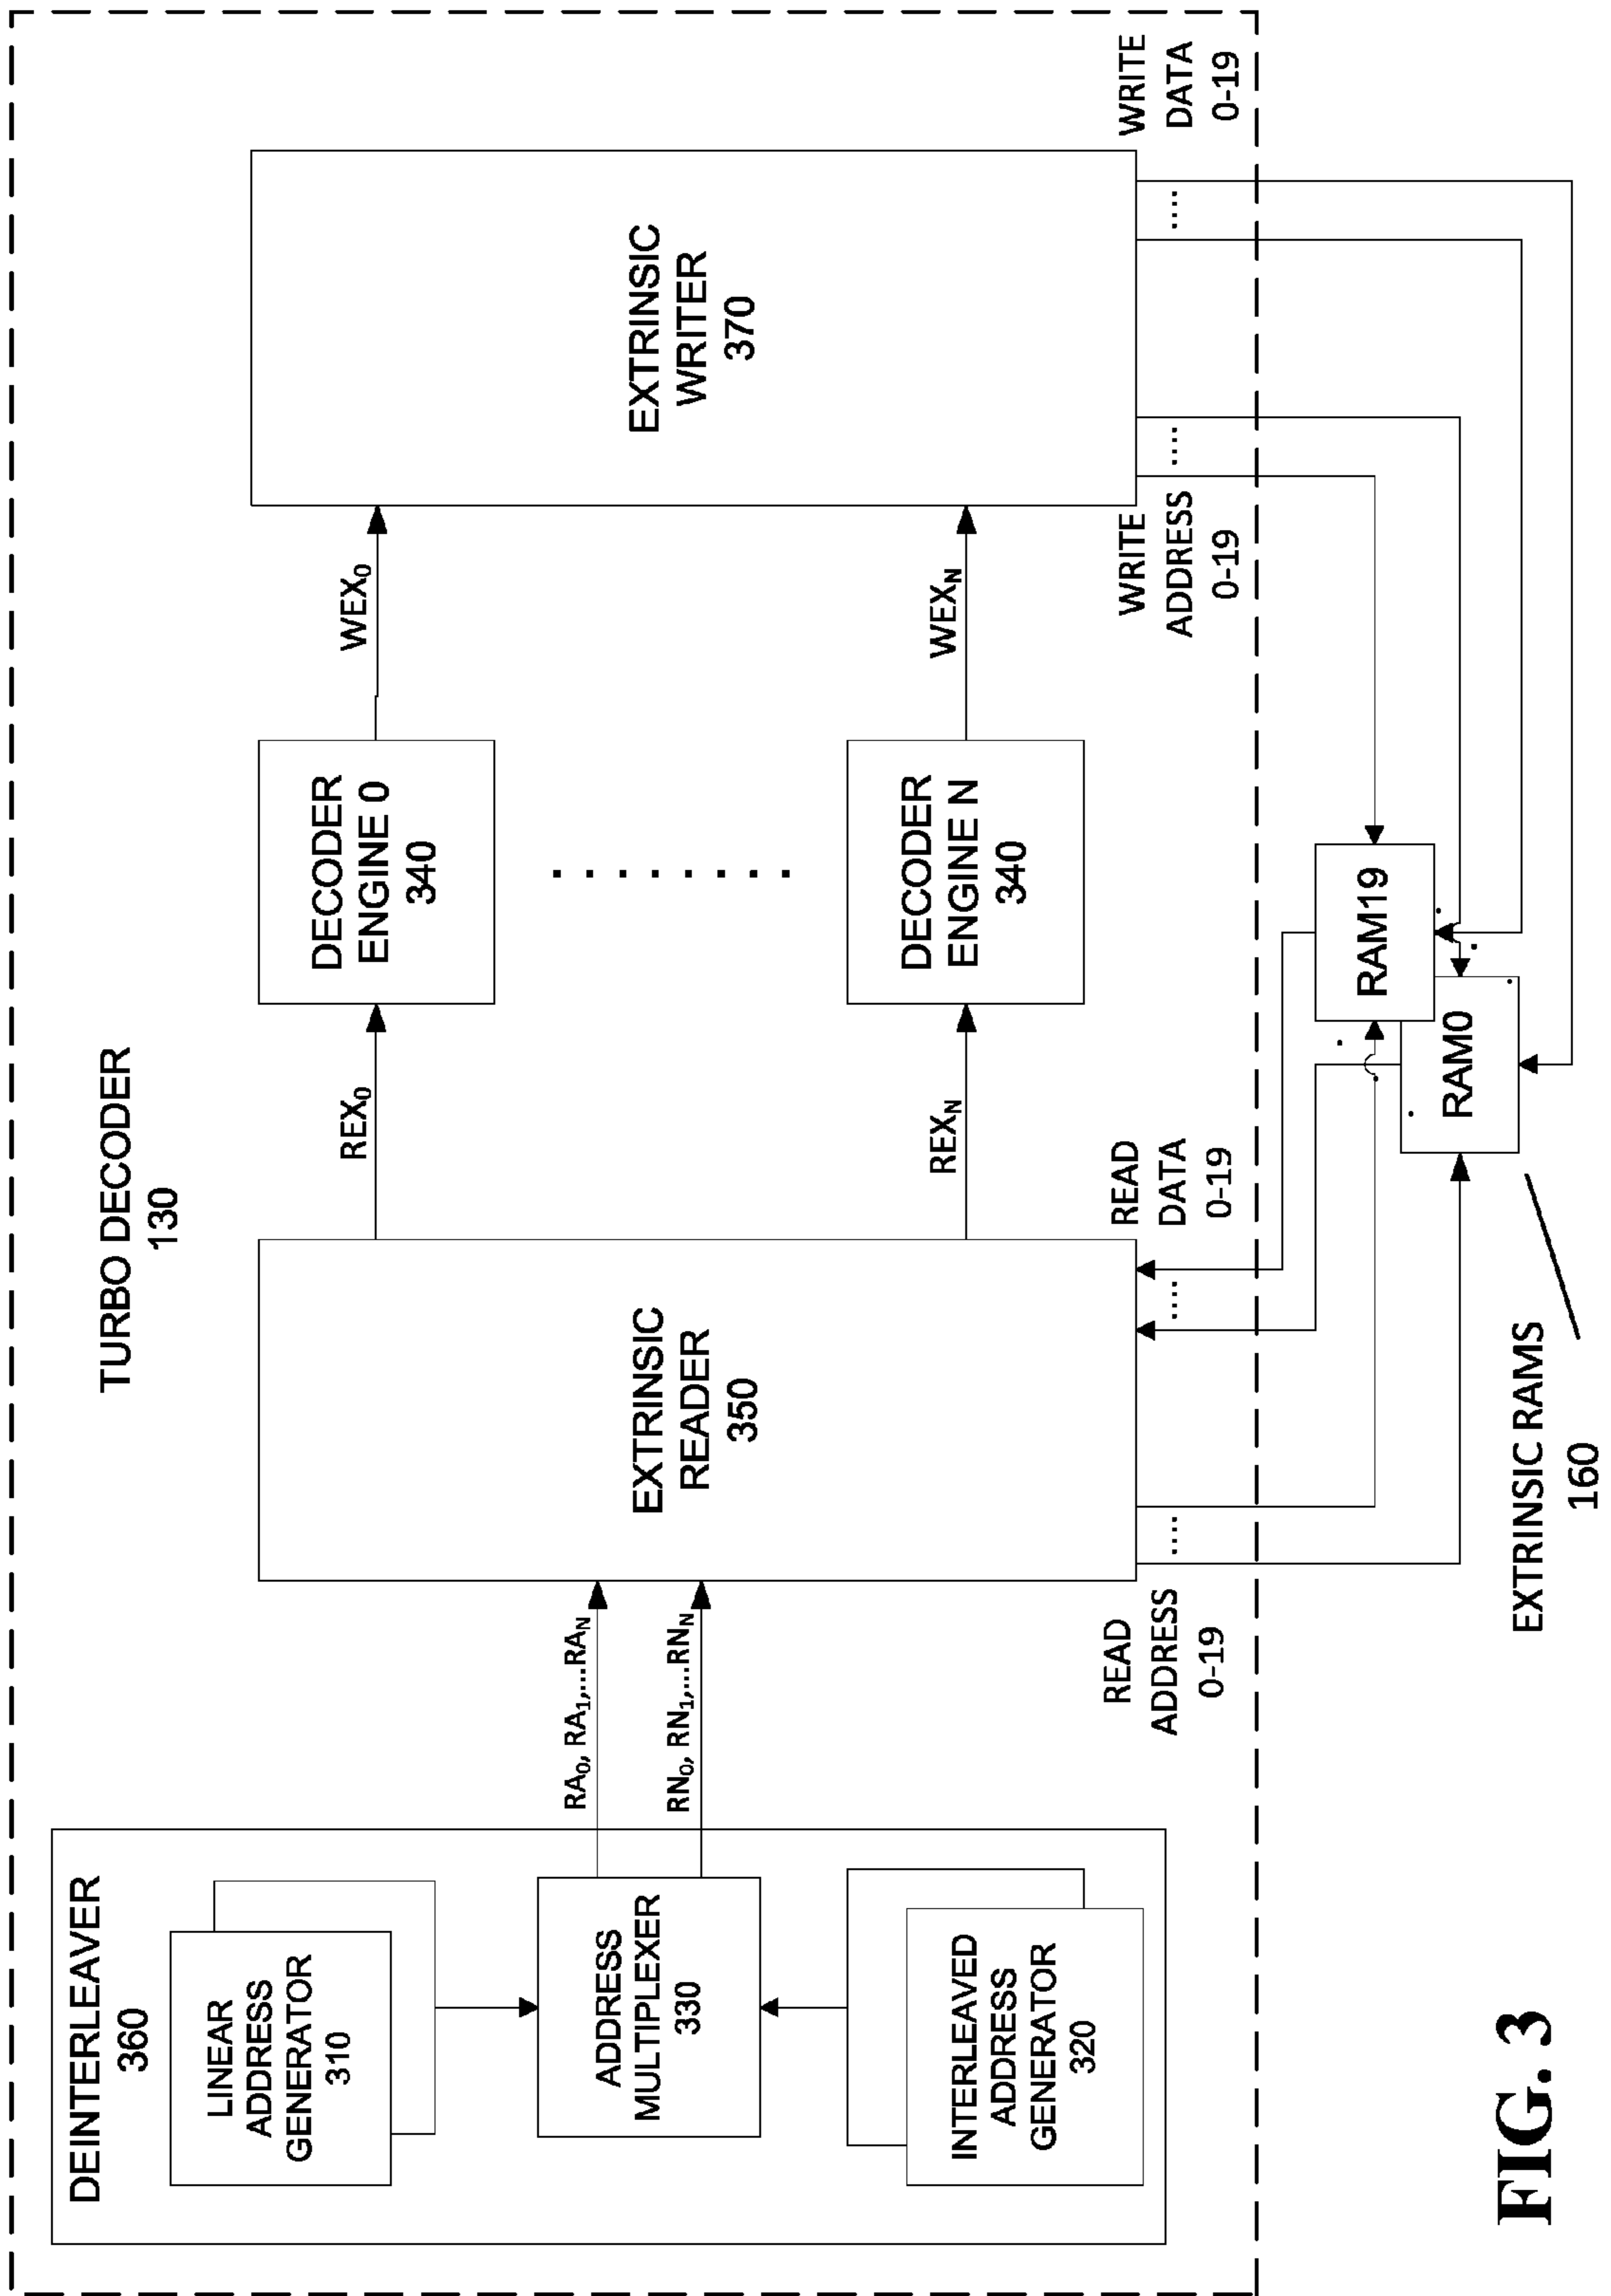 TURBO DECODER
130
DEINTERLEAVER
360
LINEAR
ADDRESS
GENERATOR
310
ADDRESS
MULTIPLEXER
330
INTERLEAVED
ADDRESS
GENERATOR
320
RA₀, RA₁,...RAN
RN₀, RN₁,...RNN
EXTRINSIC
READER
350
REX₀
REXN
DECODER
ENGINE 0
340
. . . . . . . .
DECODER
ENGINE N
340
WEX₀
WEXN
EXTRINSIC
WRITER
370
READ
ADDRESS
0-19
....
READ
DATA
0-19
....
WRITE
ADDRESS
0-19
....
WRITE
DATA
0-19
....
RAM19
RAM0
EXTRINSIC RAMS
160
FIG. 3